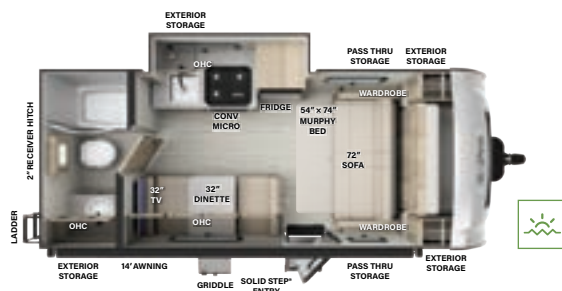 EXTERIOR
STORAGE
PASS THRU
STORAGE
EXTERIOR
STORAGE
OHC
WARDROBE
2" RECEIVER HITCH
CONV
MICRO
FRIDGE
54" x 74"
MURPHY
BED
72"
SOFA
32"
TV
32"
DINETTE
LADDER
OHC
OHC
WARDROBE
EXTERIOR
STORAGE
14' AWNING
GRIDDLE
SOLID STEP®
ENTRY
PASS THRU
STORAGE
EXTERIOR
STORAGE